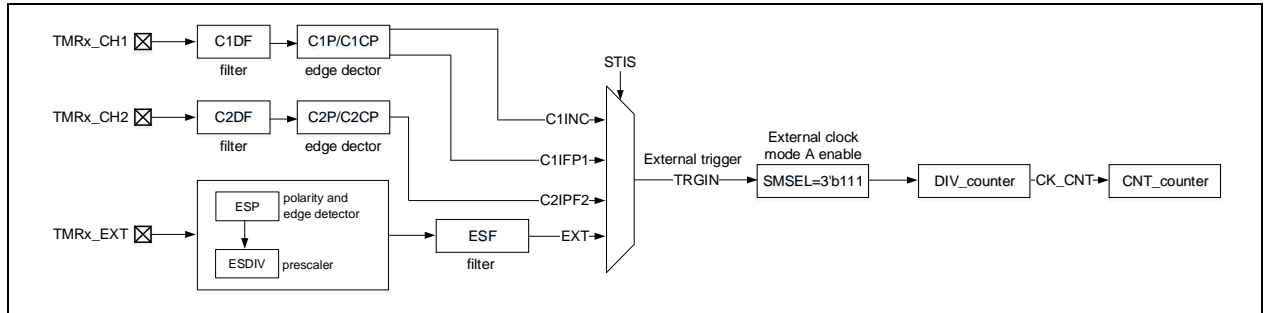 TMRx_CH1
C1DF
filter
C1P/C1CP
edge dector
TMRx_CH2
C2DF
filter
C2P/C2CP
edge dector
TMRx_EXT
ESP
polarity and
edge detector
ESDIV
prescaler
ESF
filter
STIS
C1INC
C1IFP1
C2IPF2
EXT
External trigger
TRGIN
External clock
mode A enable
SMSEL=3'b111
DIV_counter
CK_CNT
CNT_counter